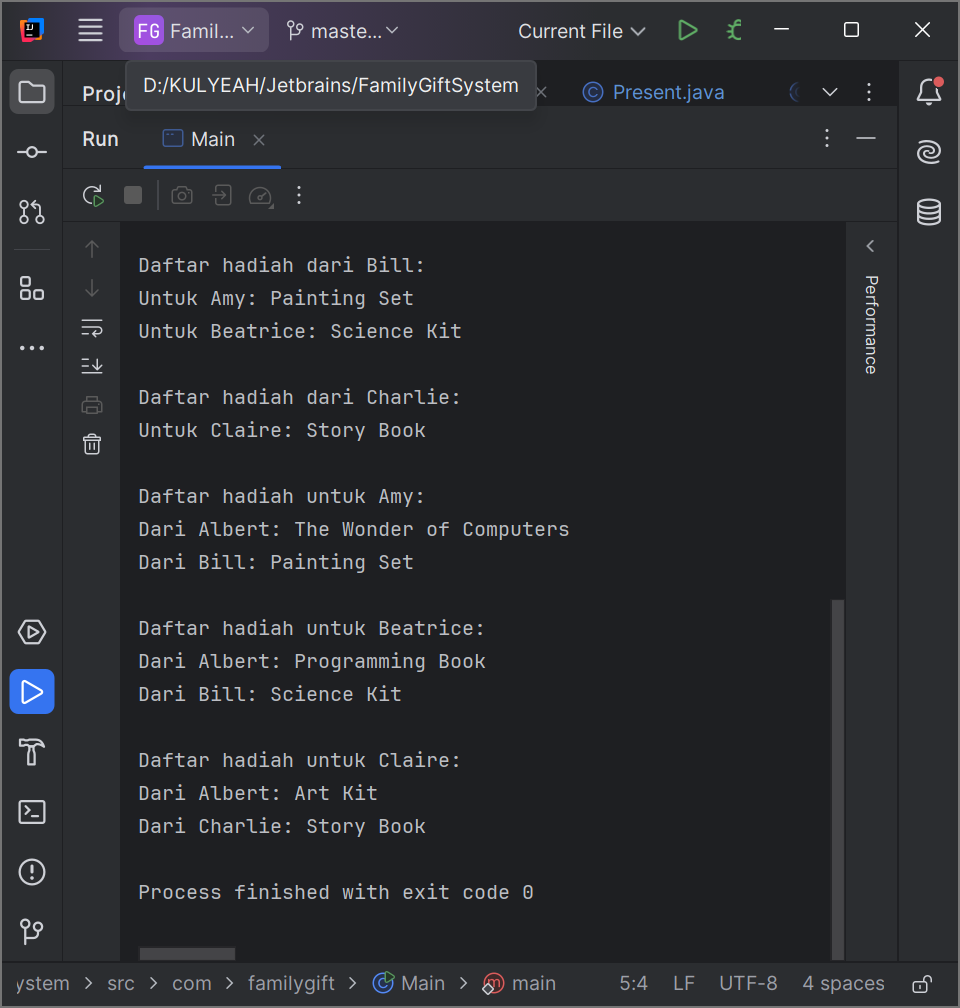 FG Famil... maste... Current File
D:/KULYEAH/Jetbrains/FamilyGiftSystem
Proje Present.java
Run Main
Performance
Daftar hadiah dari Bill:
Untuk Amy: Painting Set
Untuk Beatrice: Science Kit
Daftar hadiah dari Charlie:
Untuk Claire: Story Book
Daftar hadiah untuk Amy:
Dari Albert: The Wonder of Computers
Dari Bill: Painting Set
Daftar hadiah untuk Beatrice:
Dari Albert: Programming Book
Dari Bill: Science Kit
Daftar hadiah untuk Claire:
Dari Albert: Art Kit
Dari Charlie: Story Book
Process finished with exit code 0
ystem > src > com > familygift > Main > main 5:4 LF UTF-8 4 spaces